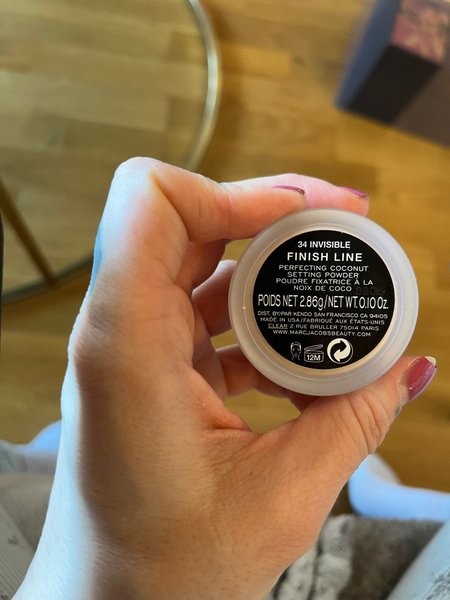 34 INVISIBLE
FINISH LINE
PERFECTING COCONUT
SETTING POWDER
POUDRE FIXATRICE À LA
NOIX DE COCO
POIDS NET 2.86g/NET WT.0.10 OZ.
DIST. BY/PAR KENDO SAN FRANCISCO CA 94105
MADE IN USA/FABRIQUÉ AUX ÉTATS-UNIS
CLEAR 2 RUE BRULLER 75014 PARIS
WWW.MARCJACOBSBEAUTY.COM
12M